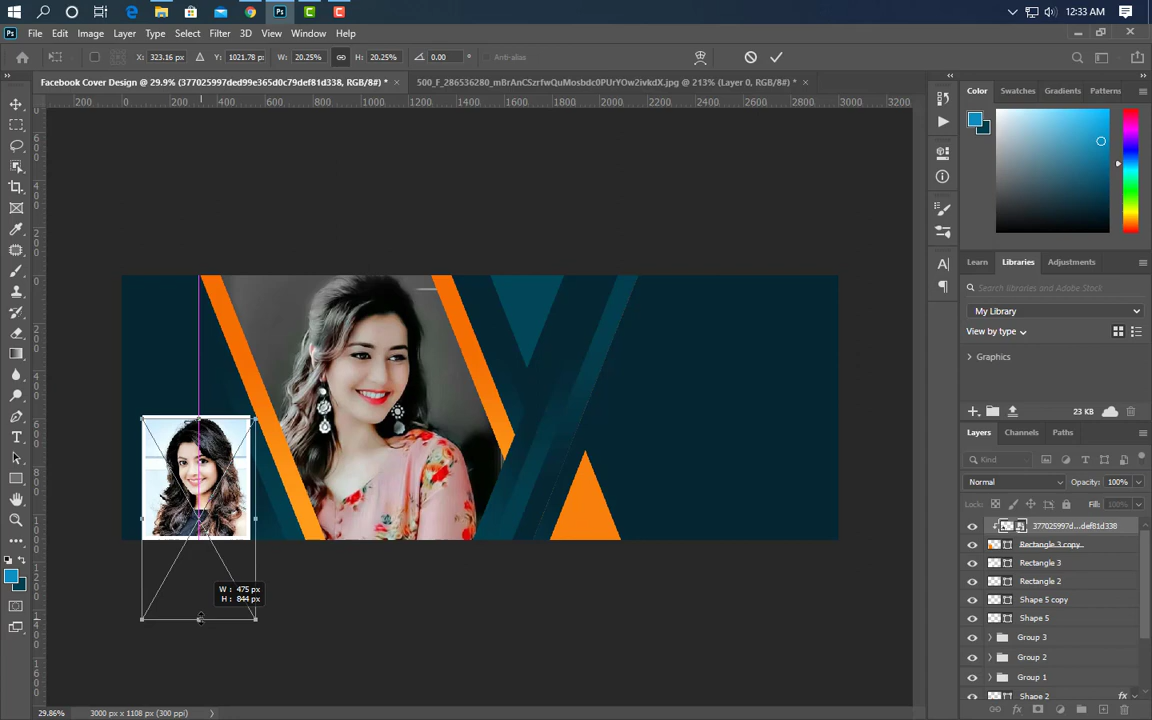 12:33 AM
File Edit Image Layer Type Select Filter 3D View Window Help
X: 323.16 px Y: 1021.78 px W: 20.25% H: 20.25% 0.00 ° Anti-alias
Facebook Cover Design @ 29.9% (377025997ded99e365d0c79def81d338, RGB/8#) * × 500_F_286536280_mBrAnCSzrfwQuMosbdc0PUrYOw2ivkdX.jpg @ 213% (Layer 0, RGB/8#) * ×
200 0 200 400 600 800 1000 1200 1400 1600 1800 2000 2200 2400 2600 2800 3000 3200
Color Swatches Gradients Patterns
Learn Libraries Adjustments
Search libraries and Adobe Stock
My Library
View by type
Graphics
23 KB
Layers Channels Paths
Kind
Normal Opacity: 100%
Lock: Fill: 100%
377025997d...def81d338
Rectangle 3 copy
Rectangle 3
Rectangle 2
Shape 5 copy
Shape 5
Group 3
Group 2
Group 1
Shape 2 fx
W : 475 px
H : 844 px
29.86% 3000 px x 1108 px (300 ppi)